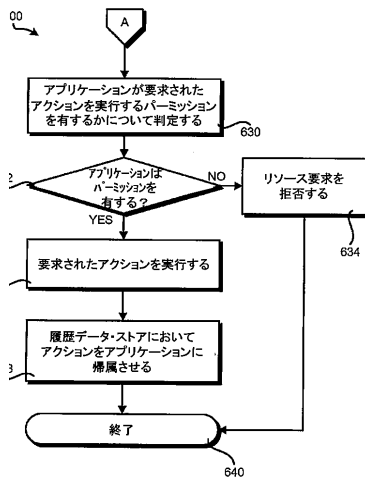 00
A
アプリケーションが要求された
アクションを実行するパーミッション
を有するかについて判定する
630
2
アプリケーションは
パーミッションを
有する？
NO
YES
リソース要求を
拒否する
634
要求されたアクションを実行する
履歴データ・ストアにおいて
アクションをアプリケーションに
帰属させる
8
終了
640